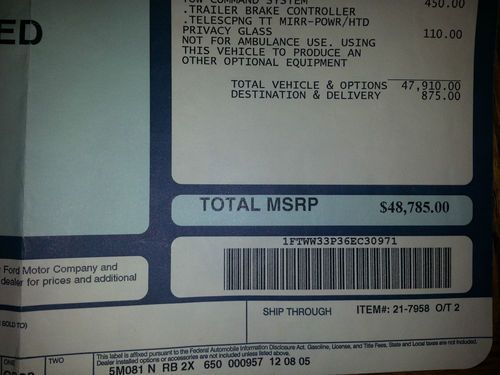 ED
TOW COMMAND SYSTEM 450.00
.TRAILER BRAKE CONTROLLER
.TELESCPNG TT MIRR-POWR/HTD
PRIVACY GLASS 110.00
NOT FOR AMBULANCE USE. USING
THIS VEHICLE TO PRODUCE AN
OTHER OPTIONAL EQUIPMENT
TOTAL VEHICLE & OPTIONS 47,910.00
DESTINATION & DELIVERY 875.00
TOTAL MSRP $48,785.00
1FTWW33P36EC30971
Ford Motor Company and
dealer for prices and additional
SHIP THROUGH ITEM#: 21-7958 O/T 2
SOLD TO)
ONE TWO
This label is affixed pursuant to the Federal Automobile Information Disclosure Act. Gasoline, License, and Title Fees, State and Local taxes are not included.
Dealer installed options or accessories are not included unless listed above.
5M081 N RB 2X 650 000957 12 08 05